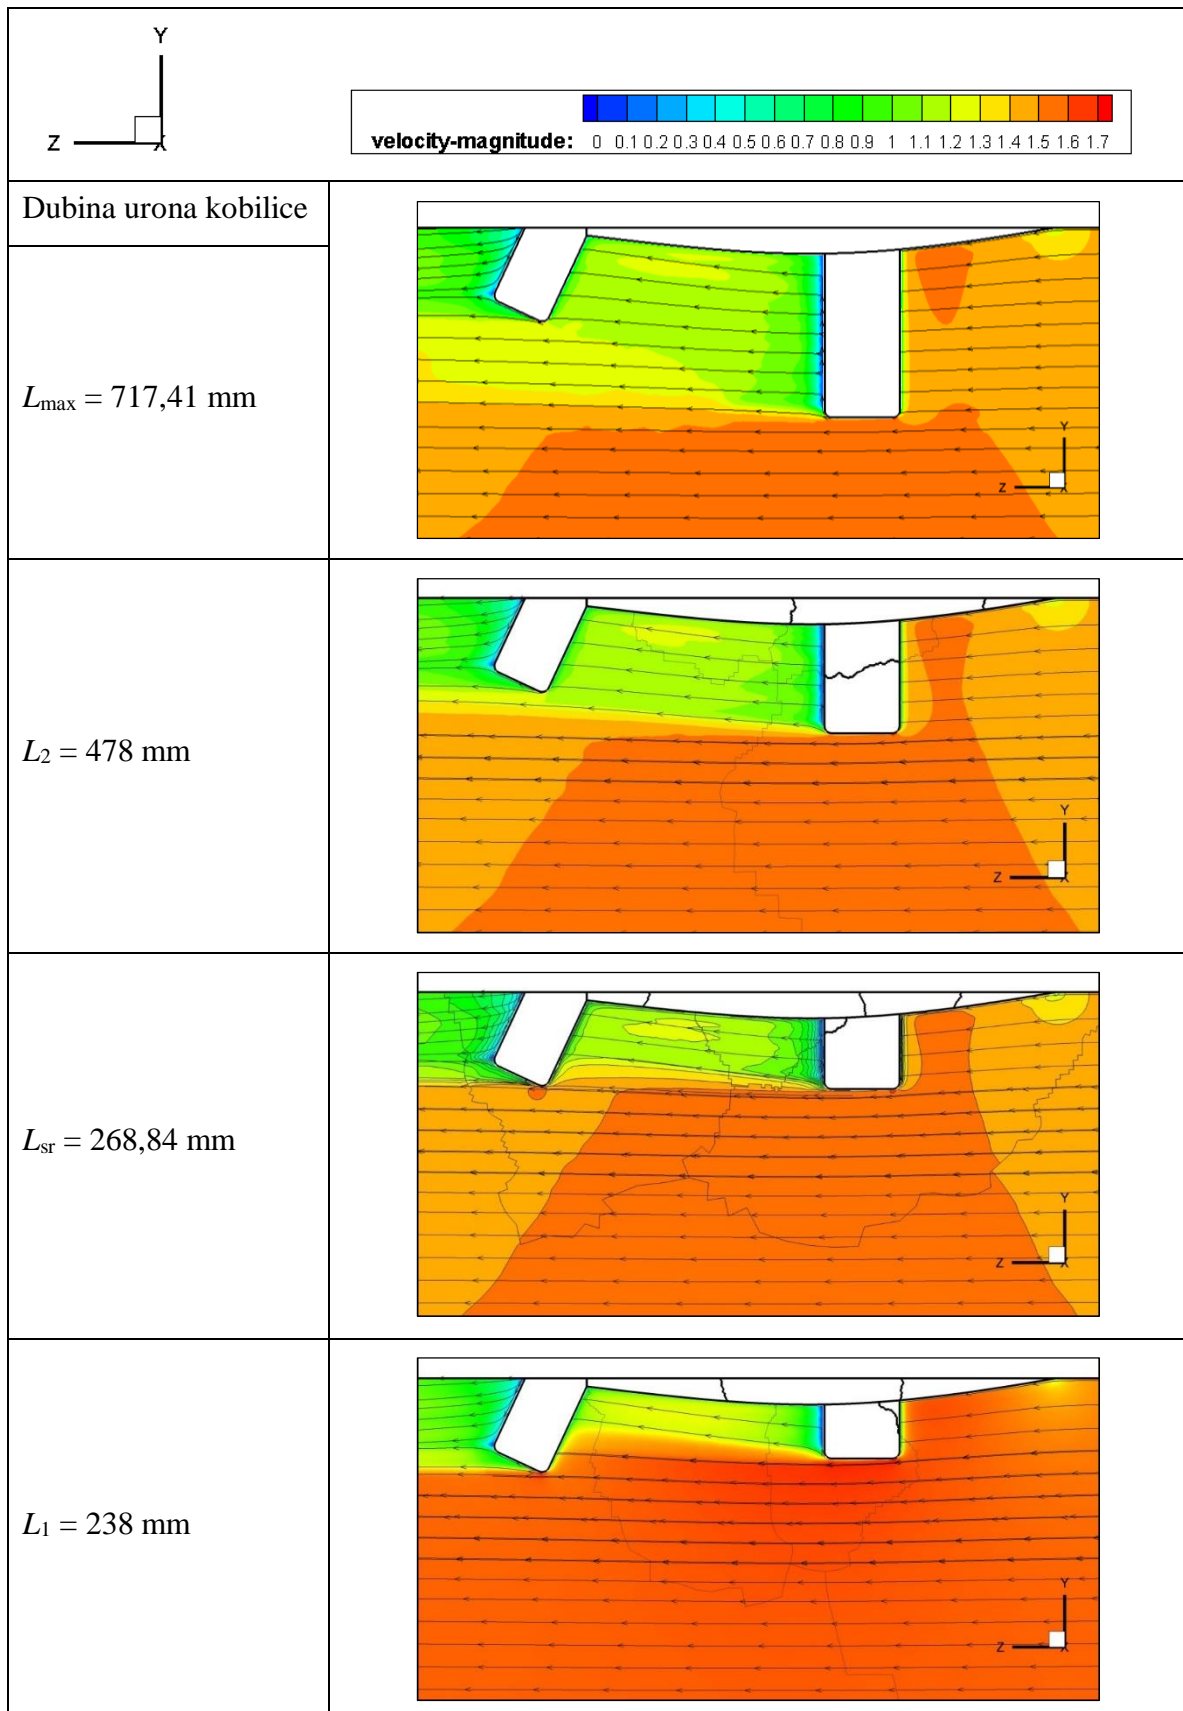 Y
Z X
velocity-magnitude: 0 0.1 0.2 0.3 0.4 0.5 0.6 0.7 0.8 0.9 1 1.1 1.2 1.3 1.4 1.5 1.6 1.7
Dubina urona kobilice
Lmax = 717,41 mm
Y
Z X
L2 = 478 mm
Y
Z X
Lsr = 268,84 mm
Y
Z X
L1 = 238 mm
Y
Z X